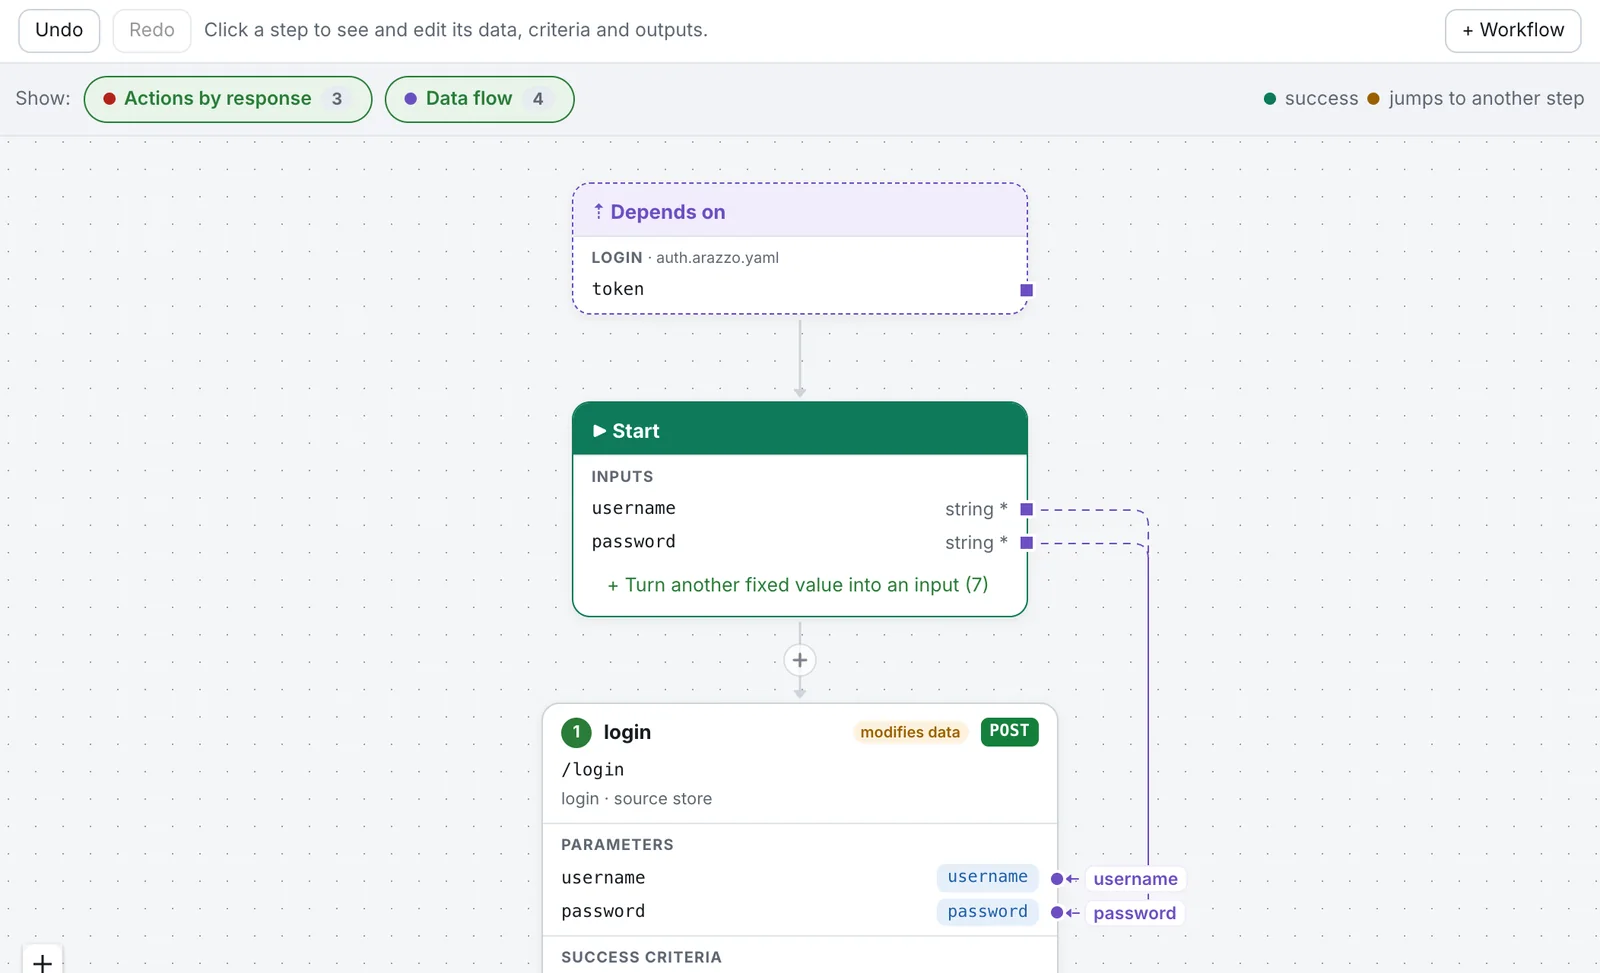 Undo Redo Click a step to see and edit its data, criteria and outputs. + Workflow
Show: Actions by response 3 Data flow 4 success jumps to another step
⇡ Depends on
LOGIN · auth.arazzo.yaml
token
▶ Start
INPUTS
username string *
password string *
+ Turn another fixed value into an input (7)
+
1 login modifies data POST
/login
login · source store
PARAMETERS
username username username
password password password
SUCCESS CRITERIA
+